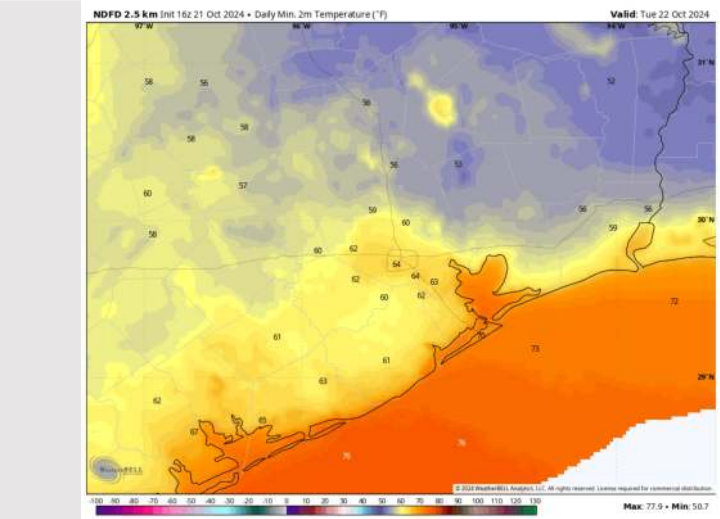 NDFD 2.5 km Init 16z 21 Oct 2024 • Daily Min. 2m Temperature (°F) Valid: Tue 22 Oct 2024
97°W 96°W 95°W 94°W
31°N
58 56 52
58
58 58
56 53
60 57
59 60 56 56
58 59 30°N
60 62
64
62 64 63
60 62 72
61 73
61
63 29°N
62
67 65
76 76
WeatherBELL
© 2024 WeatherBELL Analytics, LLC. All rights reserved. License required for commercial distribution.
-100 -90 -80 -70 -60 -50 -40 -30 -20 -10 0 10 20 30 40 50 60 70 80 90 100 110 120 130
Max: 77.9 • Min: 50.7